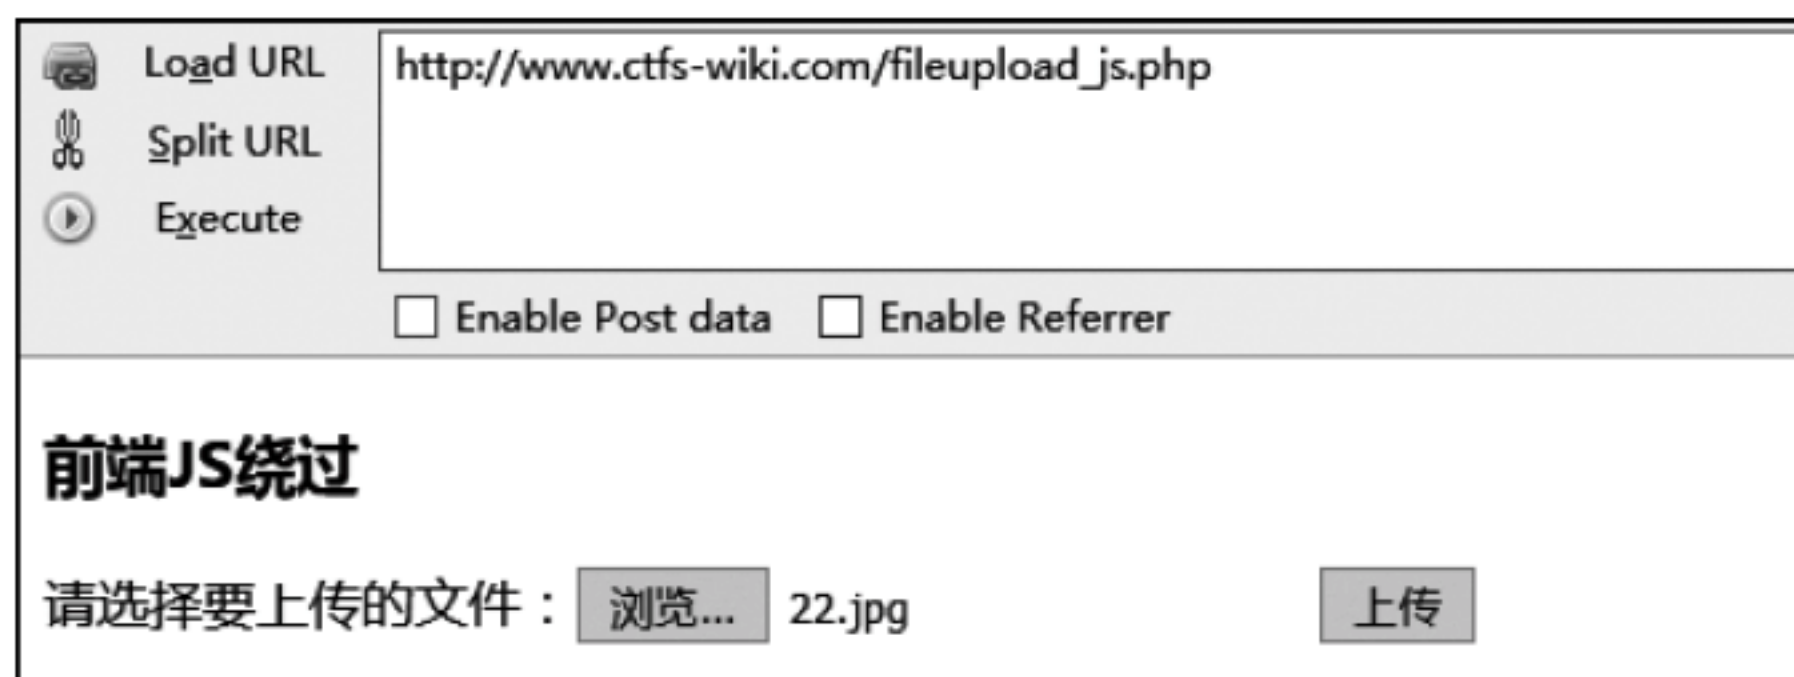 Load URL
http://www.ctfs-wiki.com/fileupload_js.php
Split URL
Execute
Enable Post data Enable Referrer
前端JS绕过
请选择要上传的文件： 浏览... 22.jpg 上传